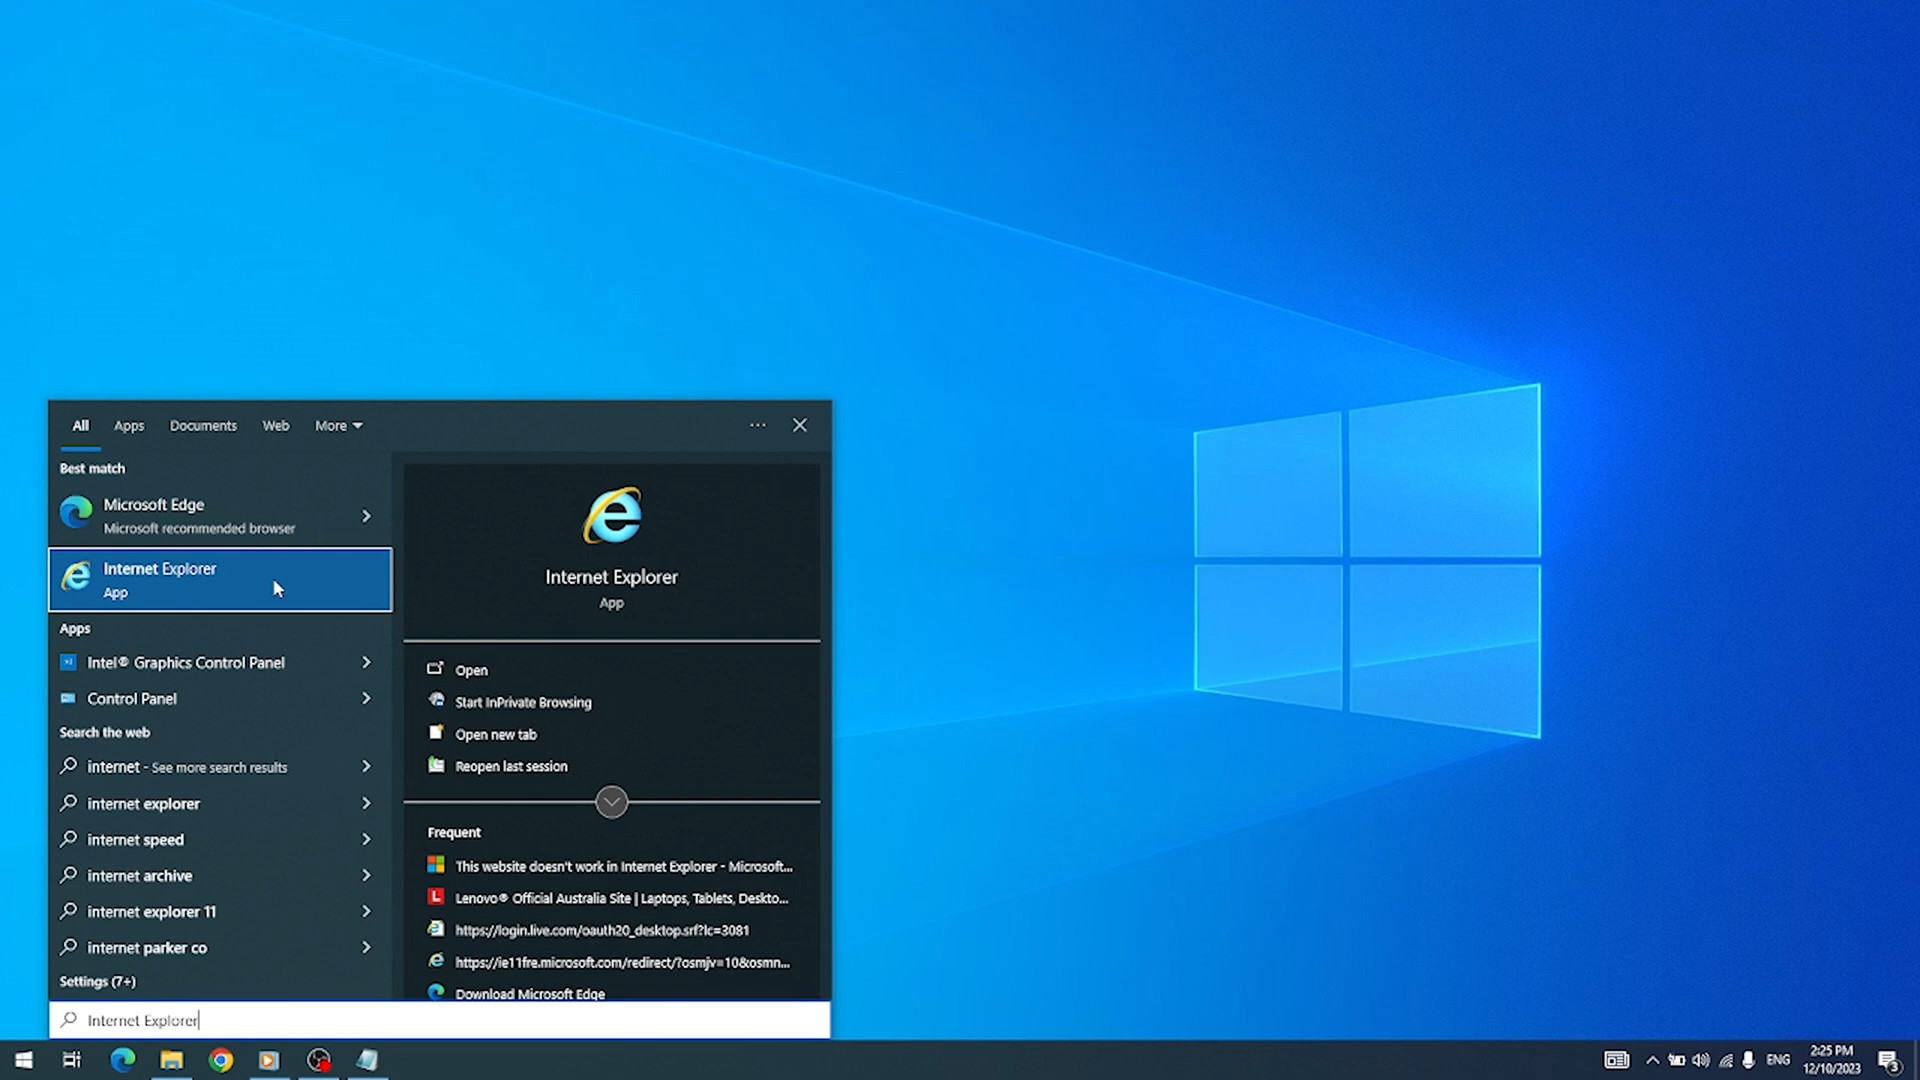 All
Apps
Documents
Web
More
Best match
Microsoft Edge
Microsoft recommended browser
Internet Explorer
App
Apps
Intel® Graphics Control Panel
Control Panel
Search the web
internet - See more search results
internet explorer
internet speed
internet archive
internet explorer 11
internet parker co
Settings (7+)
Internet Explorer
Internet Explorer
App
Open
Start InPrivate Browsing
Open new tab
Reopen last session
Frequent
This website doesn't work in Internet Explorer - Microsoft...
Lenovo® Official Australia Site | Laptops, Tablets, Deskto...
https://login.live.com/oauth20_desktop.srf?lc=3081
https://ie11fre.microsoft.com/redirect/?osmjv=10&osmn...
Download Microsoft Edge
ENG
2:25 PM
12/10/2023
3